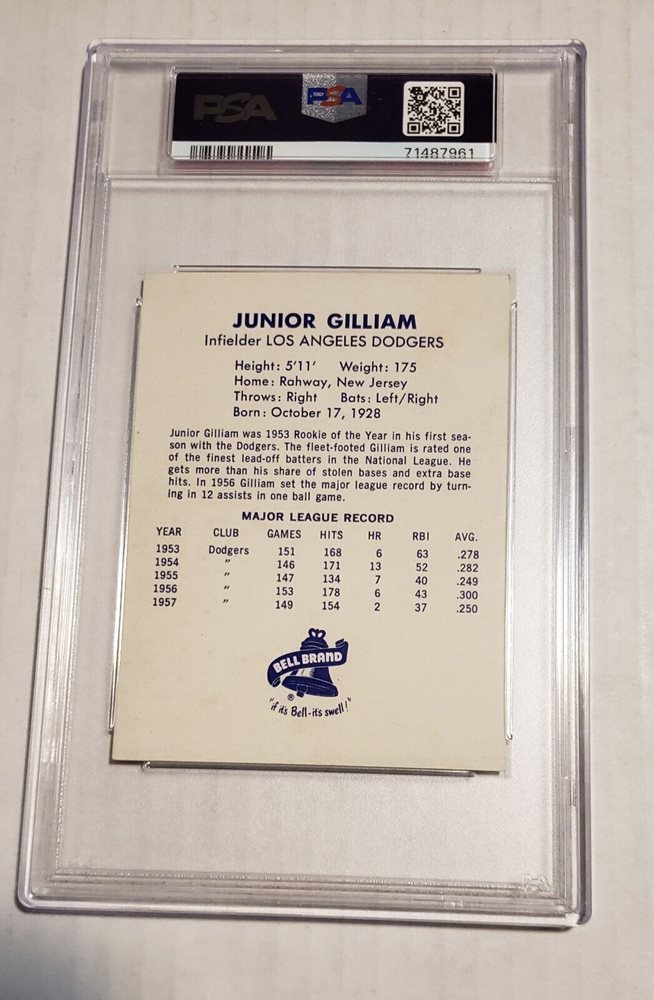 PSA
PSA
71487961
JUNIOR GILLIAM
Infielder LOS ANGELES DODGERS
Height: 5'11' Weight: 175
Home: Rahway, New Jersey
Throws: Right Bats: Left/Right
Born: October 17, 1928
Junior Gilliam was 1953 Rookie of the Year in his first sea-
son with the Dodgers. The fleet-footed Gilliam is rated one
of the finest lead-off batters in the National League. He
gets more than his share of stolen bases and extra base
hits. In 1956 Gilliam set the major league record by turn-
ing in 12 assists in one ball game.
MAJOR LEAGUE RECORD
YEAR CLUB GAMES HITS HR RBI AVG.
1953 Dodgers 151 168 6 63 .278
1954 " 146 171 13 52 .282
1955 " 147 134 7 40 .249
1956 " 153 178 6 43 .300
1957 " 149 154 2 37 .250
BELL BRAND
®
"if it's Bell-it's swell!"